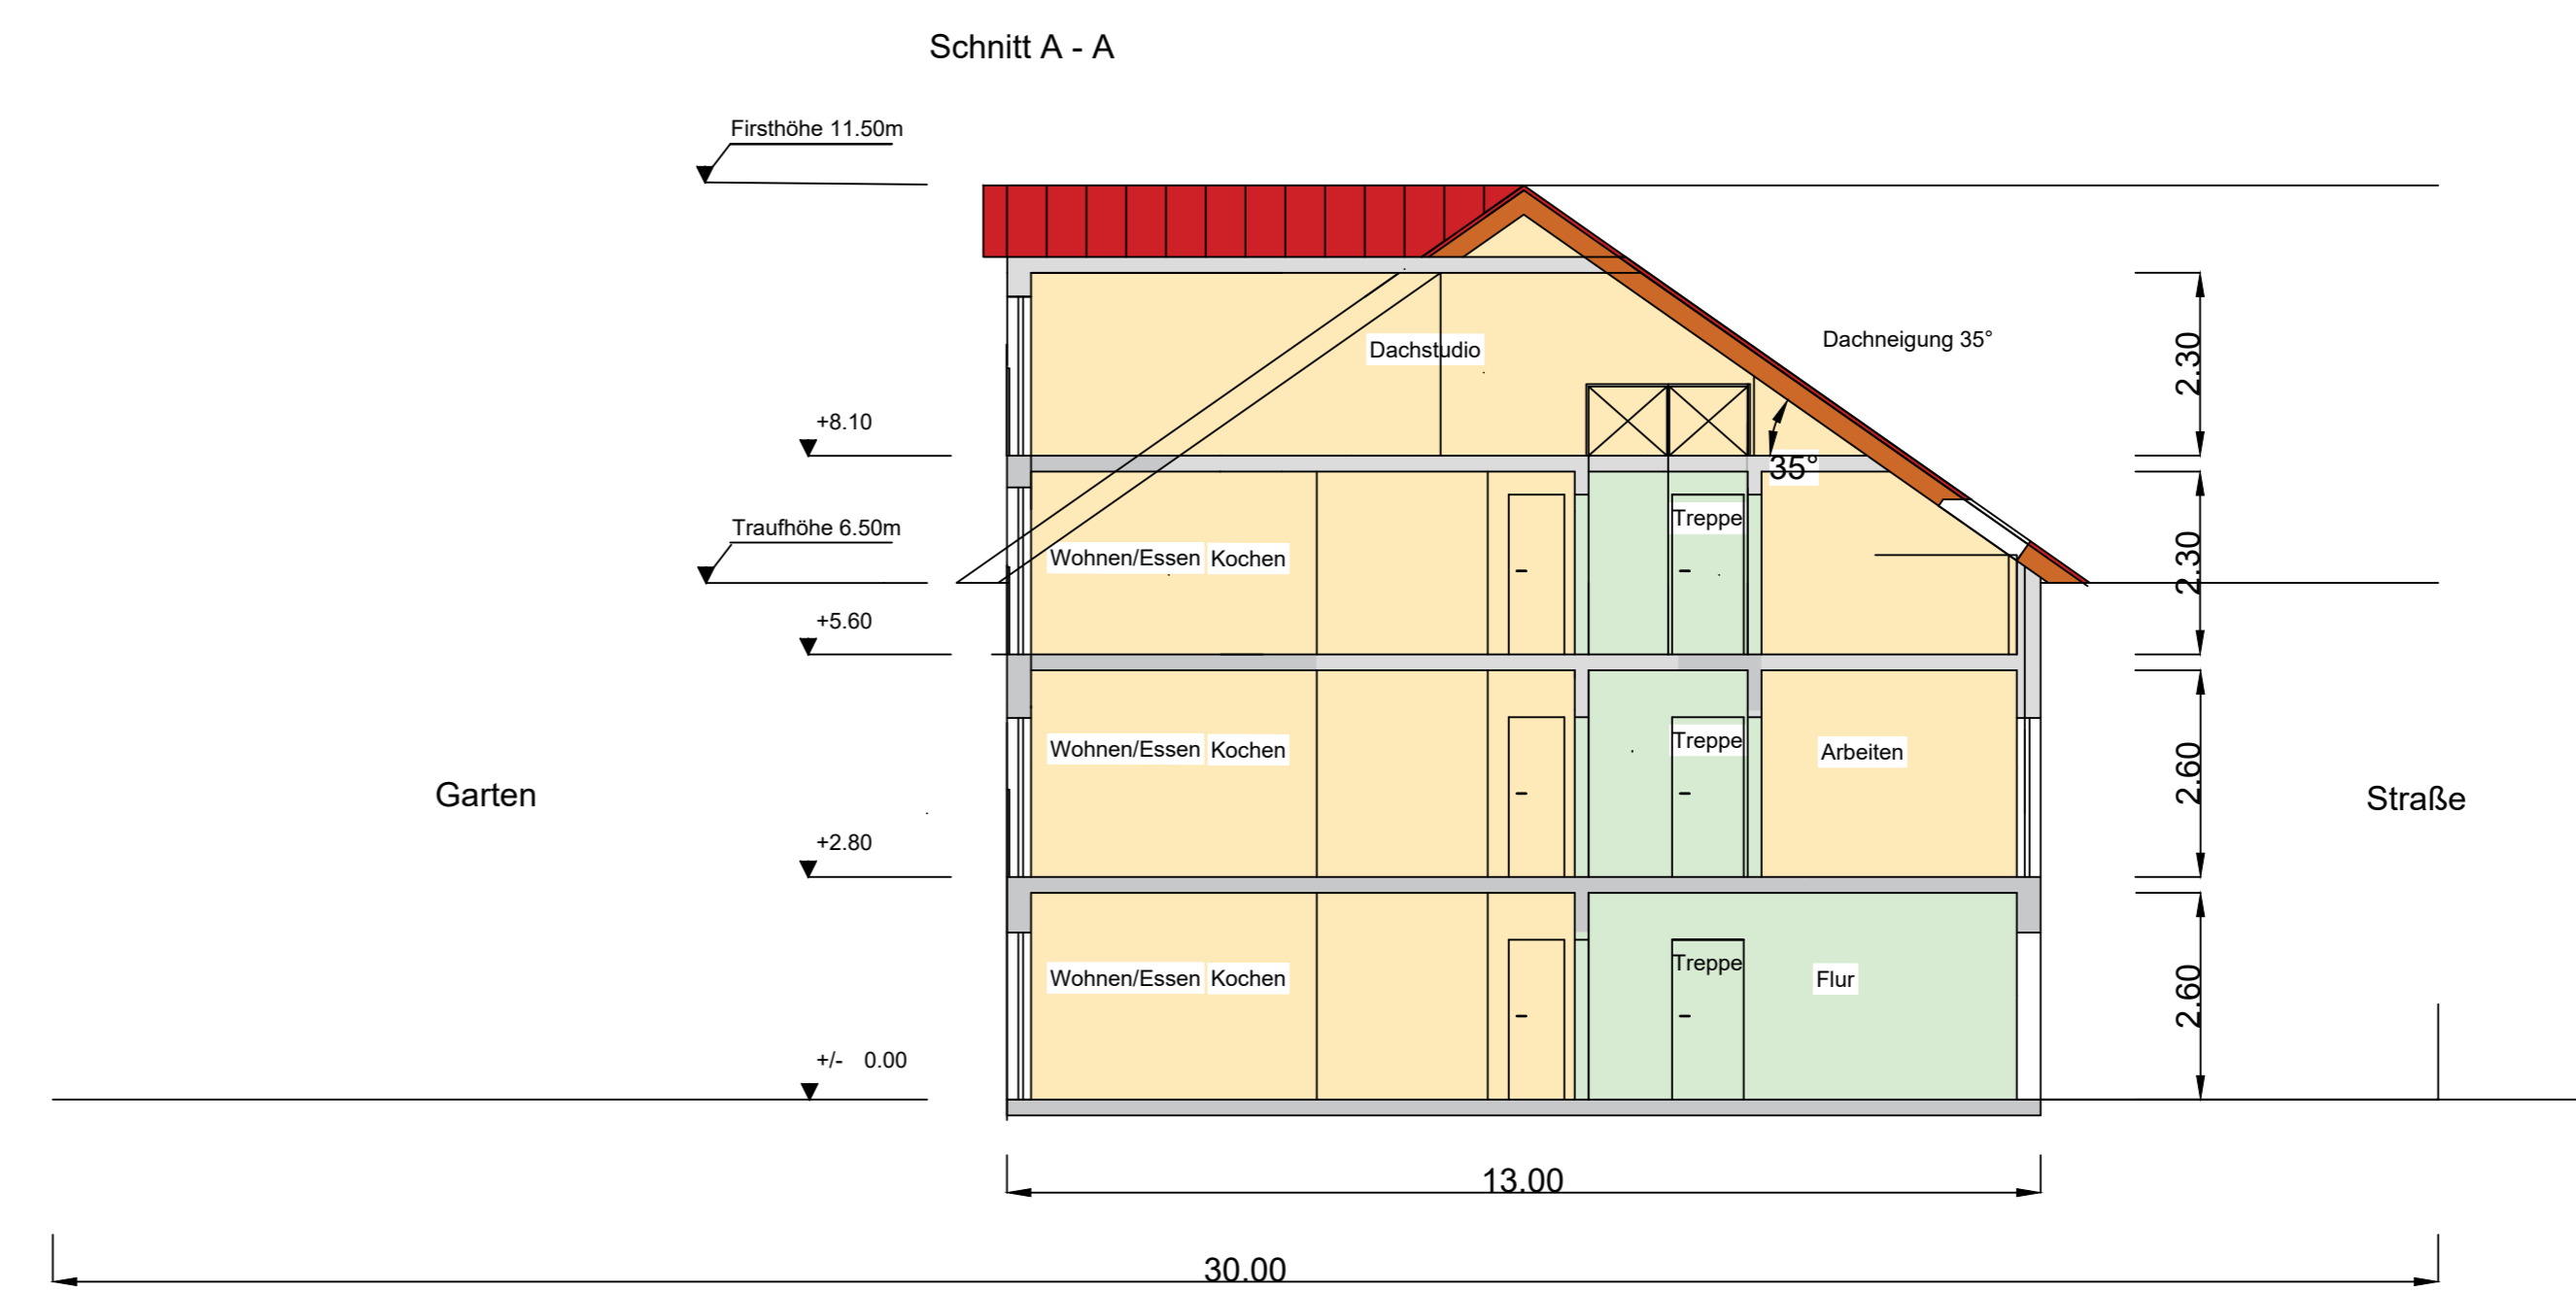 Schnitt A - A
Firsthöhe 11.50m
Dachneigung 35°
2.30
Dachstudio
+8.10
35°
Traufhöhe 6.50m
Treppe
2.30
Wohnen/Essen Kochen
+5.60
Treppe
Wohnen/Essen Kochen
Arbeiten
2.60
Garten
Straße
+2.80
Treppe
Wohnen/Essen Kochen
Flur
2.60
+/- 0.00
13.00
30.00